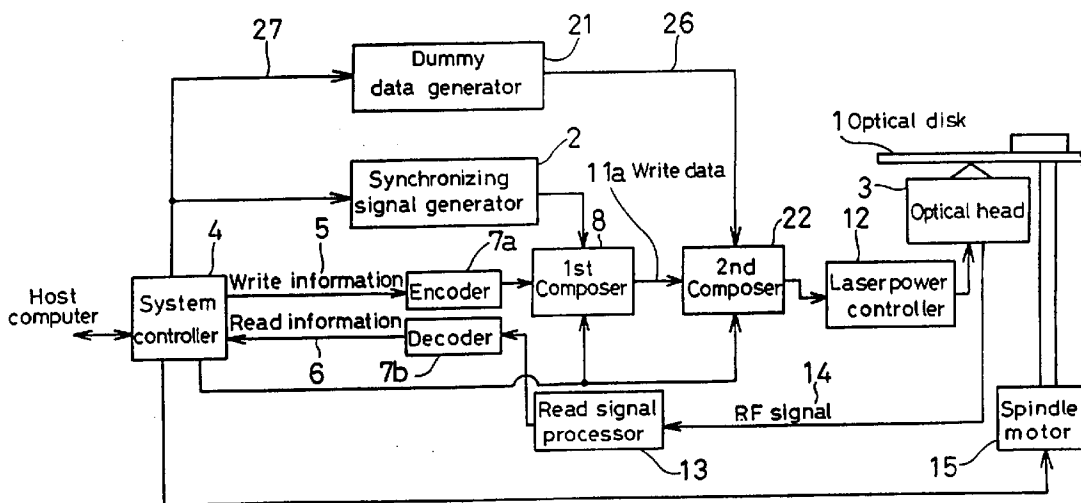 27
21
26
Dummy
data generator
1 Optical disk
2
Synchronizing
signal generator
11a Write data
3
Optical head
4
5
7a
8
22
12
Write information
Encoder
1st
Composer
2nd
Composer
Laser power
controller
Host
computer
System
controller
Read information
Decoder
6
7b
14
RF signal
Read signal
processor
13
Spindle
motor
15